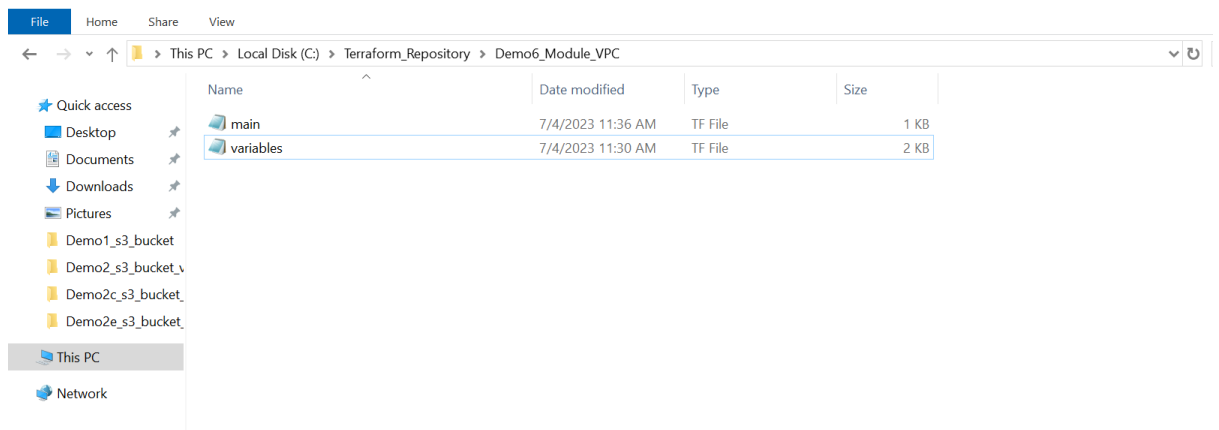 File Home Share View
This PC Local Disk (C:) Terraform_Repository Demo6_Module_VPC
Name Date modified Type Size
Quick access
main 7/4/2023 11:36 AM TF File 1 KB
Desktop
variables 7/4/2023 11:30 AM TF File 2 KB
Documents
Downloads
Pictures
Demo1_s3_bucket
Demo2_s3_bucket_v
Demo2c_s3_bucket_
Demo2e_s3_bucket_
This PC
Network